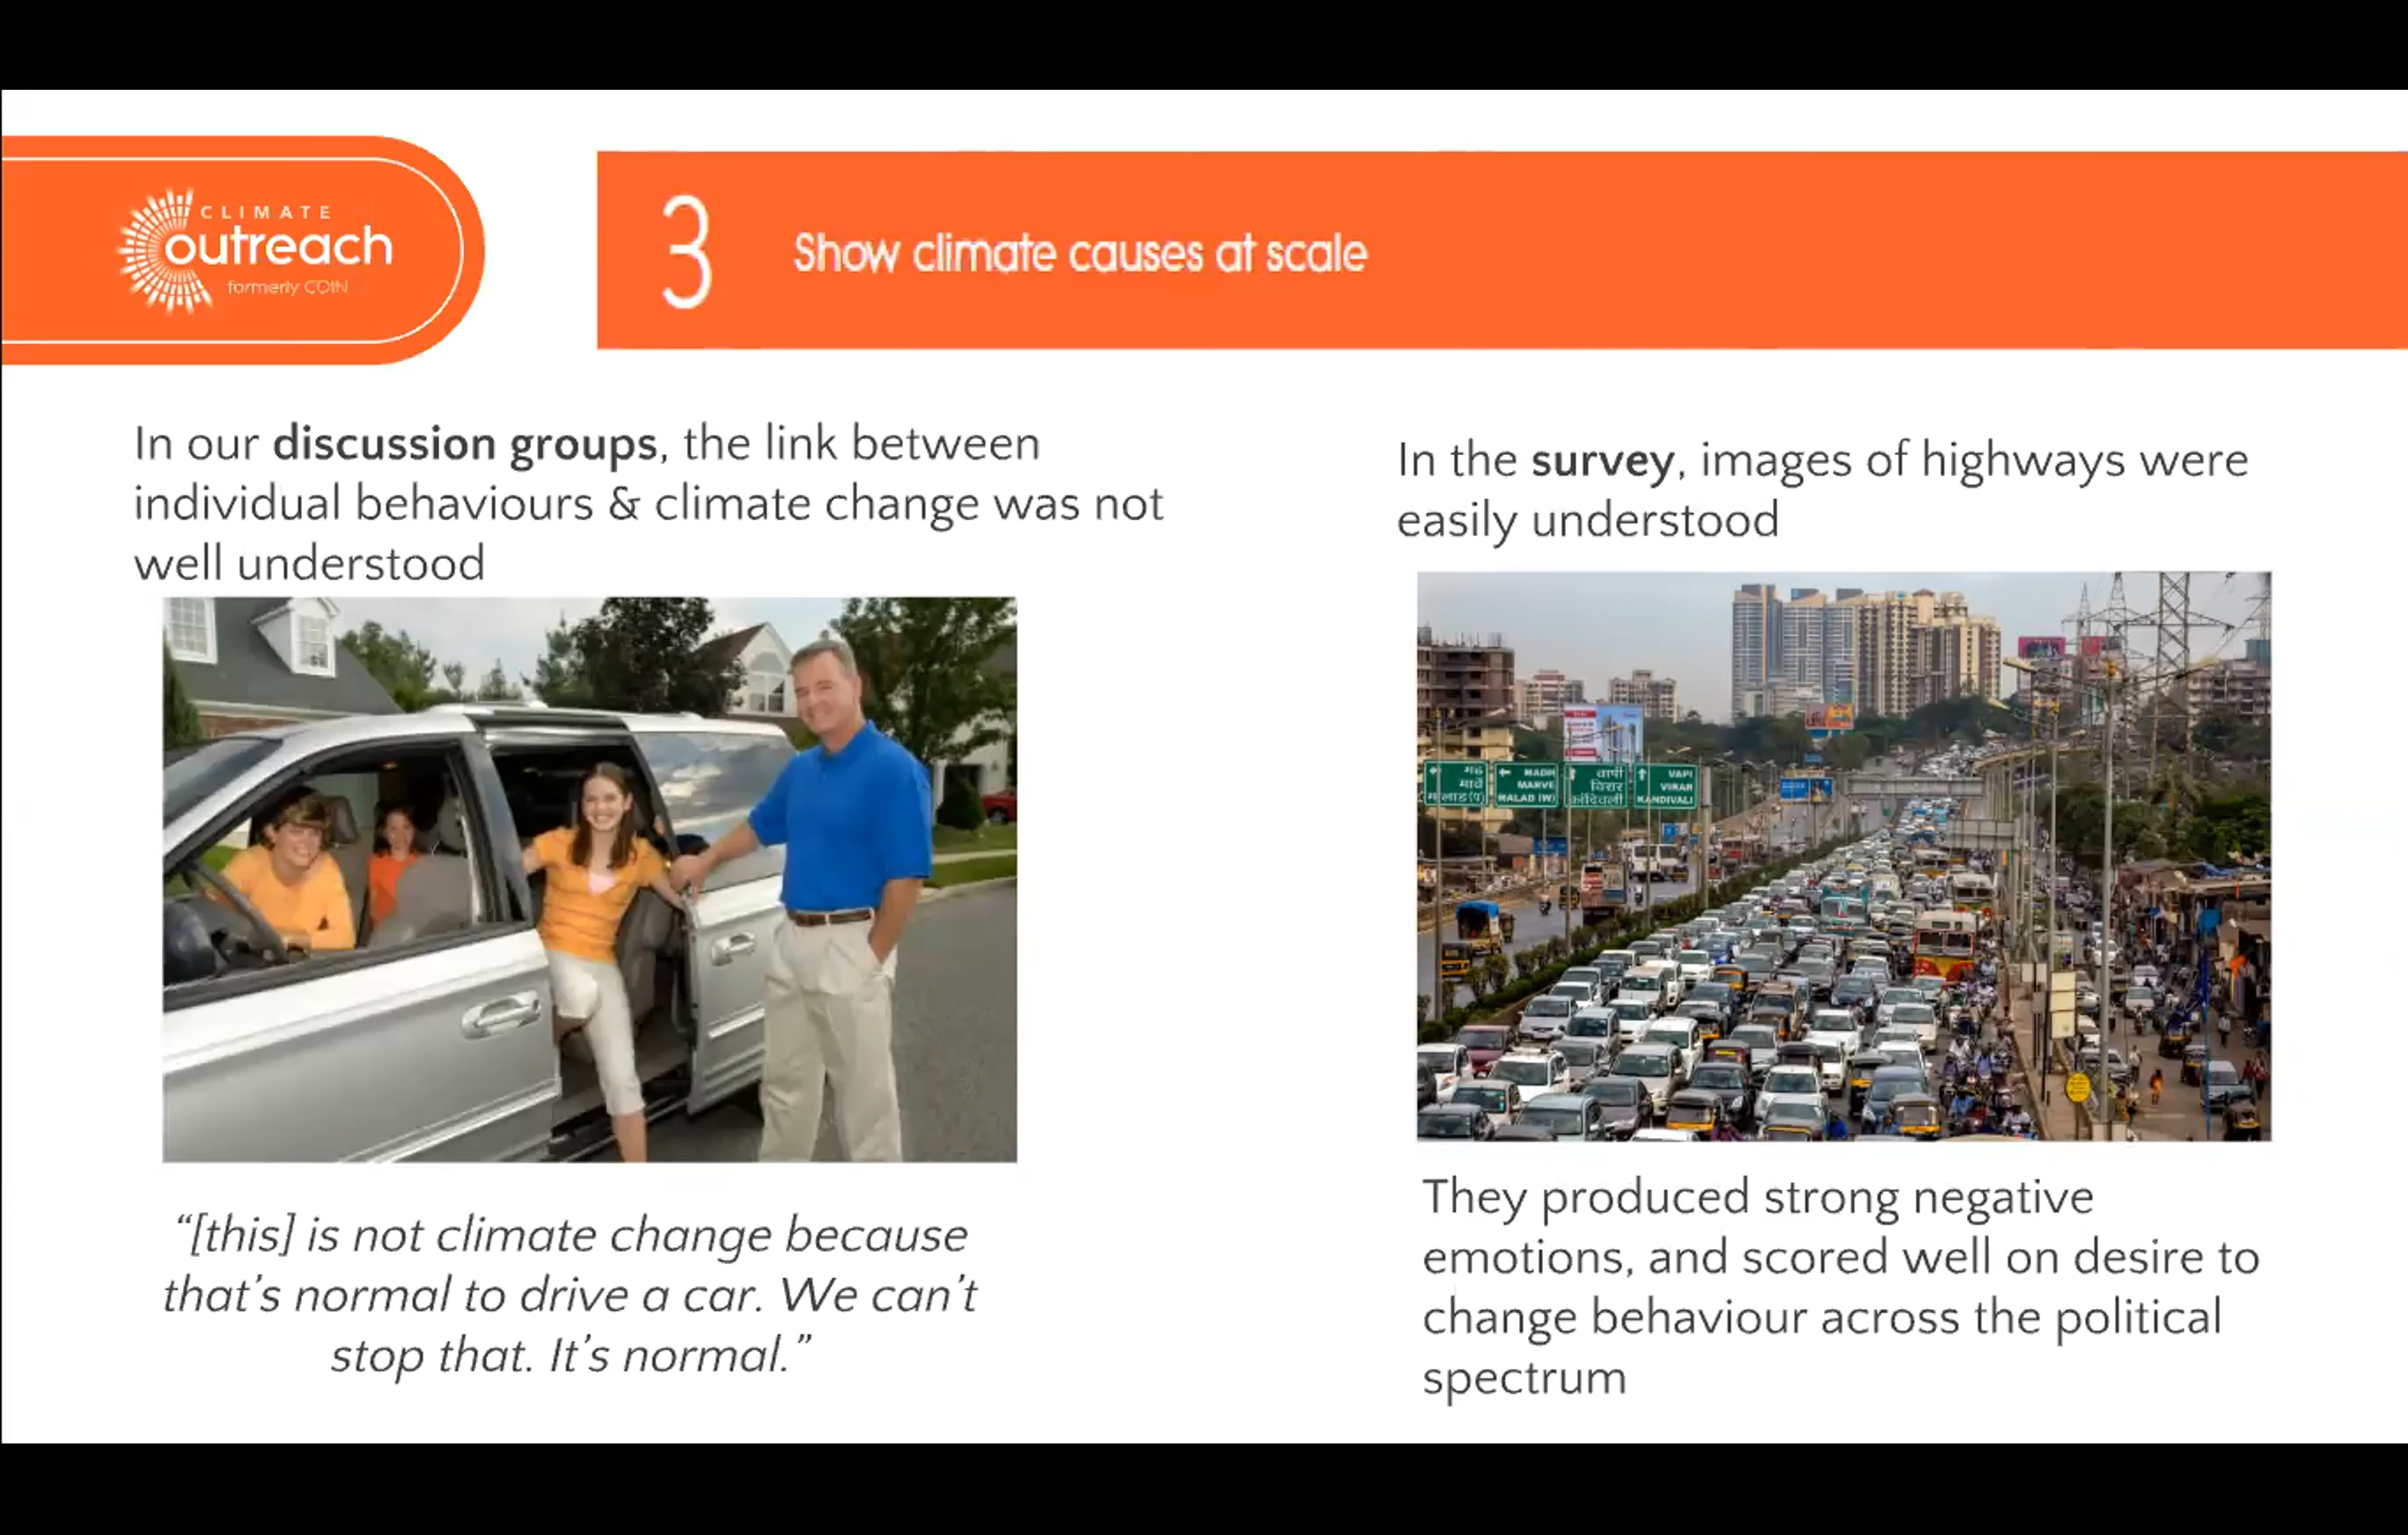 CLIMATE
outreach
formerly COIN
3
Show climate causes at scale
In our discussion groups, the link between
individual behaviours & climate change was not
well understood
“[this] is not climate change because
that’s normal to drive a car. We can’t
stop that. It’s normal.”
In the survey, images of highways were
easily understood
MADH
MARVE
MALAD (W)
वापी
विरार
कांदिवली
VAPI
VIRAR
KANDIVALI
They produced strong negative
emotions, and scored well on desire to
change behaviour across the political
spectrum